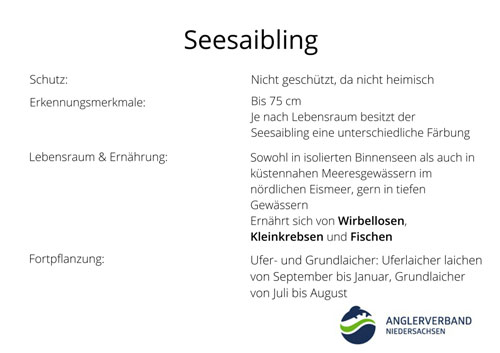 Seesaibling
Schutz: Nicht geschützt, da nicht heimisch
Erkennungsmerkmale: Bis 75 cm
Je nach Lebensraum besitzt der
Seesaibling eine unterschiedliche Färbung
Lebensraum & Ernährung: Sowohl in isolierten Binnenseen als auch in
küstennahen Meeresgewässern im
nördlichen Eismeer, gern in tiefen
Gewässern
Ernährt sich von Wirbellosen,
Kleinkrebsen und Fischen
Fortpflanzung: Ufer- und Grundlaicher: Uferlaicher laichen
von September bis Januar, Grundlaicher
von Juli bis August
ANGLERVERBAND
NIEDERSACHSEN